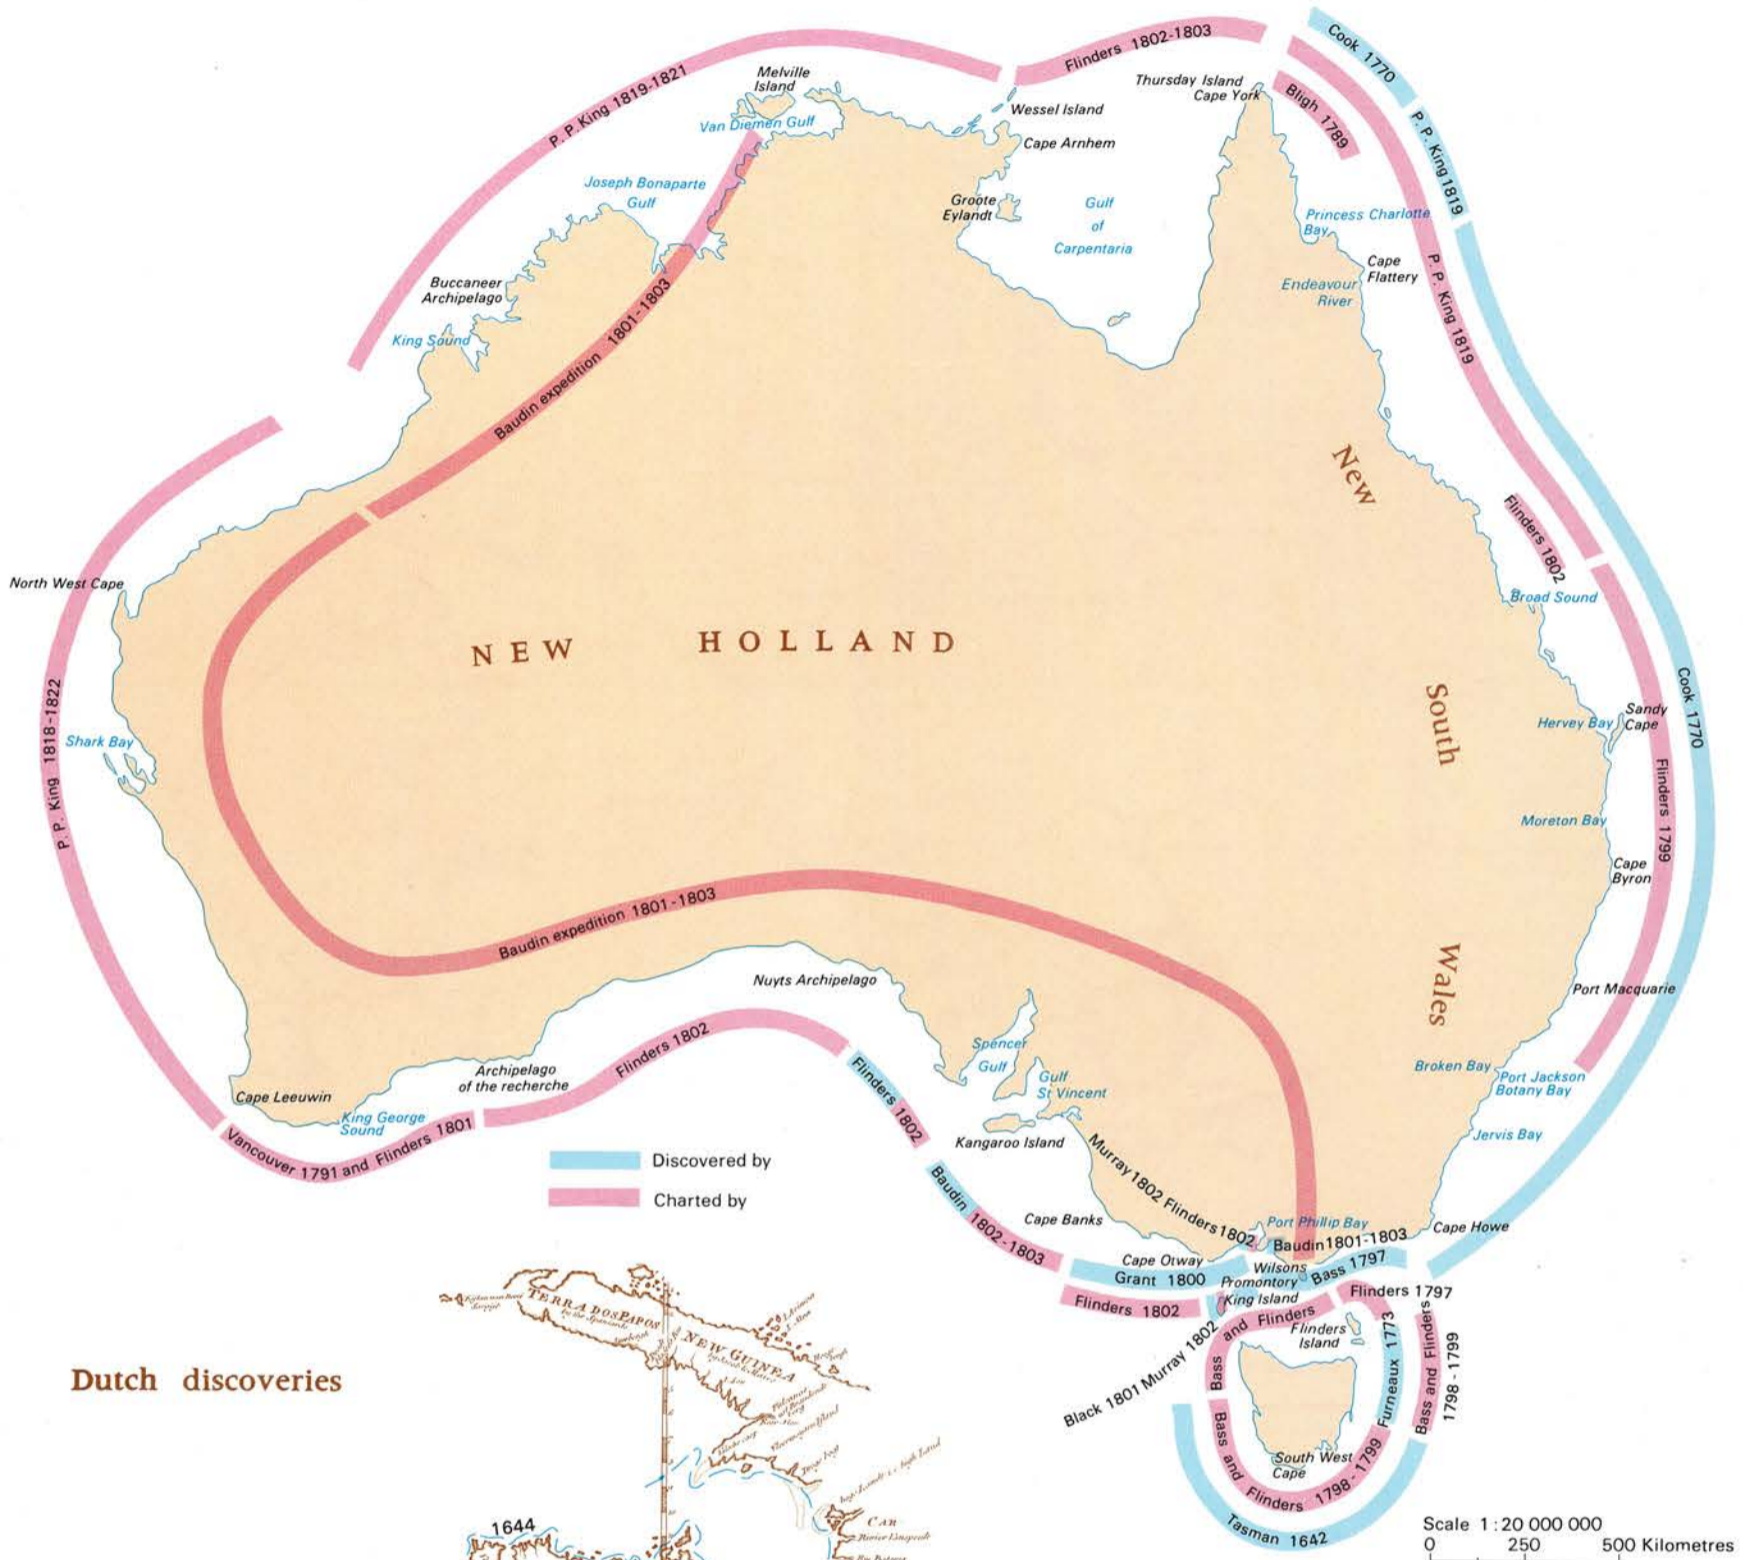 Cook 1770
Flinders 1802-1803
P. P. King 1819-1821
Melville
Island
Thursday Island
Cape York
Bligh 1789
P. P. King 1819
Wessel Island
Van Diemen Gulf
Cape Arnhem
Joseph Bonaparte
Gulf
Groote
Eylandt
Gulf
of
Carpentaria
Princess Charlotte
Bay
Cape
Flattery
P. P. King 1819
Endeavour
River
Buccaneer
Archipelago
King Sound
Baudin expedition 1801-1803
New
Flinders 1802
North West Cape
Broad Sound
NEW HOLLAND
South
Cook 1770
P. P. King 1818-1822
Shark Bay
Sandy
Cape
Hervey Bay
Flinders 1799
Moreton Bay
Cape
Byron
Baudin expedition 1801-1803
Wales
Nuyts Archipelago
Port Macquarie
Flinders 1802
Spencer
Gulf
Archipelago
of the recherche
Flinders 1802
Gulf
St Vincent
Broken Bay
Port Jackson
Botany Bay
Cape Leeuwin
King George
Sound
Vancouver 1791 and Flinders 1801
Kangaroo Island
Jervis Bay
Discovered by
Charted by
Murray 1802 Flinders 1802
Baudin 1802-1803
Cape Banks
Port Phillip Bay
Cape Howe
Baudin 1801-1803
Cape Otway
Wilsons
Promontory
Bass 1797
Grant 1800
King Island
Flinders 1797
Flinders 1802
Bass and Flinders
Flinders
Island
Black 1801 Murray 1802
Furneaux 1773
Bass and Flinders
1798-1799
South West
Cape
Bass and Flinders 1798-1799
Tasman 1642
Dutch discoveries
TERRA DOS PAPOS
NEW GUINEA
CAR
1644
Scale 1:20 000 000
0 250 500 Kilometres